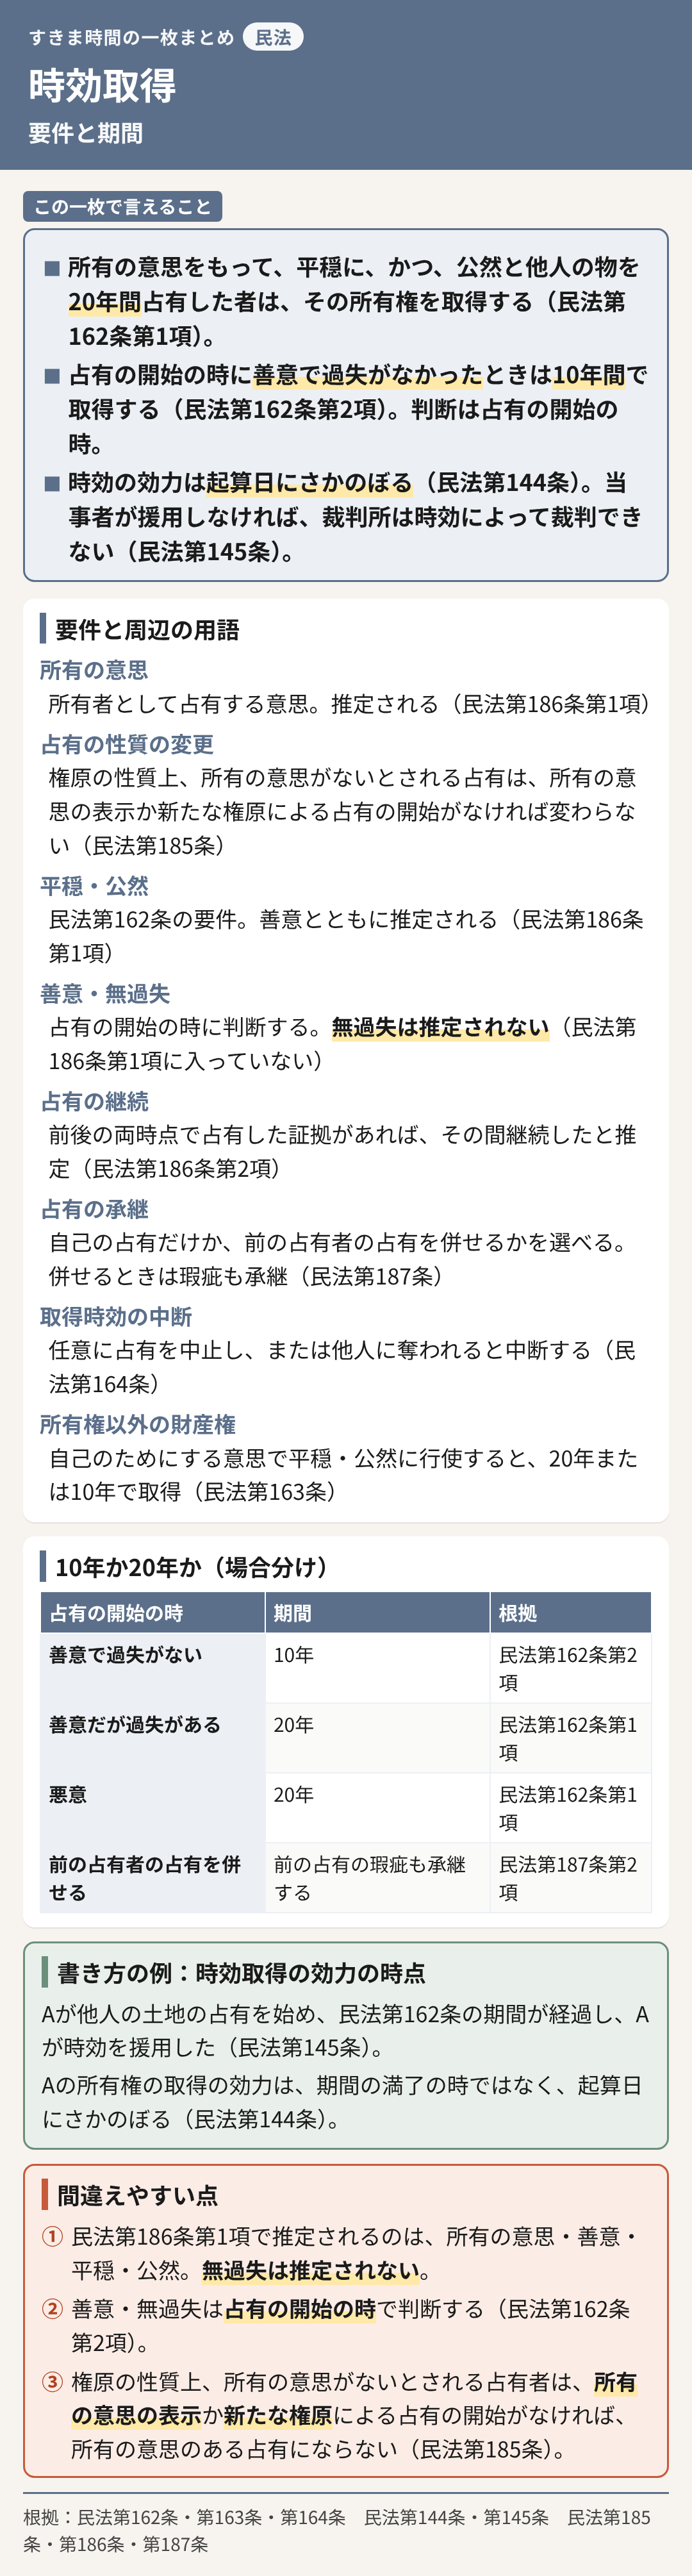 すきま時間の一枚まとめ 民法
時効取得
要件と期間
この一枚で言えること
■ 所有の意思をもって、平穏に、かつ、公然と他人の物を
20年間占有した者は、その所有権を取得する（民法第
162条第1項）。
■ 占有の開始の時に善意で過失がなかったときは10年間で
取得する（民法第162条第2項）。判断は占有の開始の
時。
■ 時効の効力は起算日にさかのぼる（民法第144条）。当
事者が援用しなければ、裁判所は時効によって裁判でき
ない（民法第145条）。
要件と周辺の用語
所有の意思
所有者として占有する意思。推定される（民法第186条第1項）
占有の性質の変更
権原の性質上、所有の意思がないとされる占有は、所有の意
思の表示か新たな権原による占有の開始がなければ変わらな
い（民法第185条）
平穏・公然
民法第162条の要件。善意とともに推定される（民法第186条
第1項）
善意・無過失
占有の開始の時に判断する。無過失は推定されない（民法第
186条第1項に入っていない）
占有の継続
前後の両時点で占有した証拠があれば、その間継続したと推
定（民法第186条第2項）
占有の承継
自己の占有だけか、前の占有者の占有を併せるかを選べる。
併せるときは瑕疵も承継（民法第187条）
取得時効の中断
任意に占有を中止し、または他人に奪われると中断する（民
法第164条）
所有権以外の財産権
自己のためにする意思で平穏・公然に行使すると、20年また
は10年で取得（民法第163条）
10年か20年か（場合分け）
占有の開始の時 期間 根拠
善意で過失がない 10年 民法第162条第2
項
善意だが過失がある 20年 民法第162条第1
項
悪意 20年 民法第162条第1
項
前の占有者の占有を併 前の占有の瑕疵も承継 民法第187条第2
せる する 項
書き方の例：時効取得の効力の時点
Aが他人の土地の占有を始め、民法第162条の期間が経過し、A
が時効を援用した（民法第145条）。
Aの所有権の取得の効力は、期間の満了の時ではなく、起算日
にさかのぼる（民法第144条）。
間違えやすい点
① 民法第186条第1項で推定されるのは、所有の意思・善意・
平穏・公然。無過失は推定されない。
② 善意・無過失は占有の開始の時で判断する（民法第162条
第2項）。
③ 権原の性質上、所有の意思がないとされる占有者は、所有
の意思の表示か新たな権原による占有の開始がなければ、
所有の意思のある占有にならない（民法第185条）。
根拠：民法第162条・第163条・第164条　民法第144条・第145条　民法第185
条・第186条・第187条